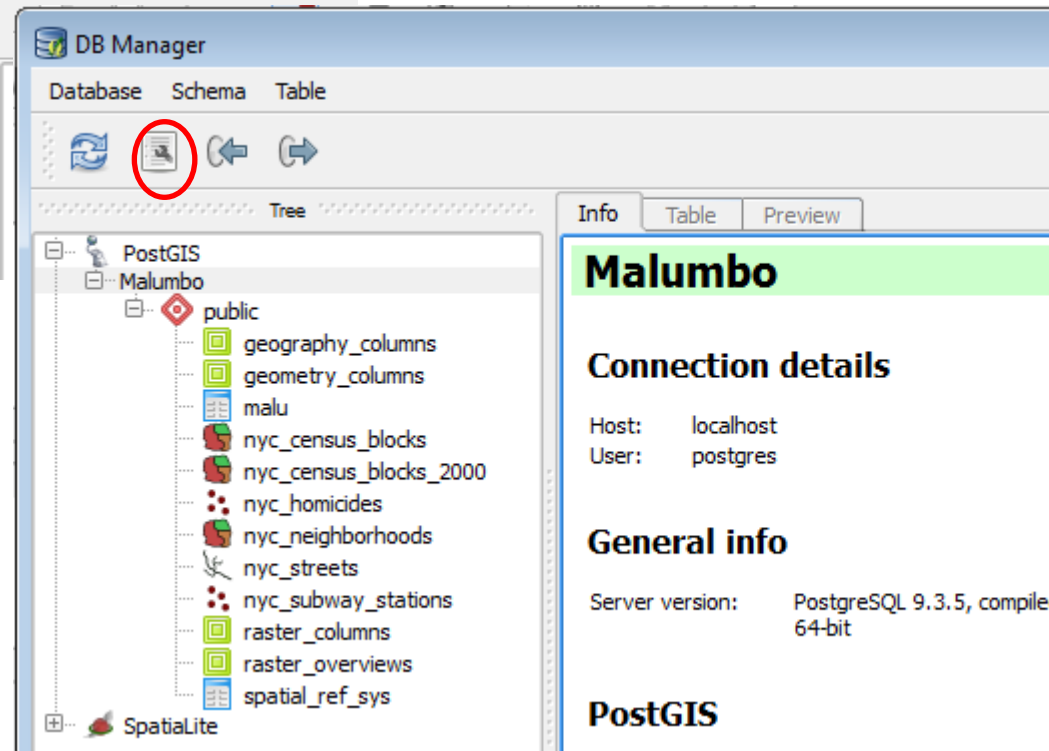 DB Manager
Database Schema Table
Tree
PostGIS
Malumbo
public
geography_columns
geometry_columns
malu
nyc_census_blocks
nyc_census_blocks_2000
nyc_homicides
nyc_neighborhoods
nyc_streets
nyc_subway_stations
raster_columns
raster_overviews
spatial_ref_sys
SpatiaLite
Info Table Preview
Malumbo
Connection details
Host: localhost
User: postgres
General info
Server version: PostgreSQL 9.3.5, compile
64-bit
PostGIS